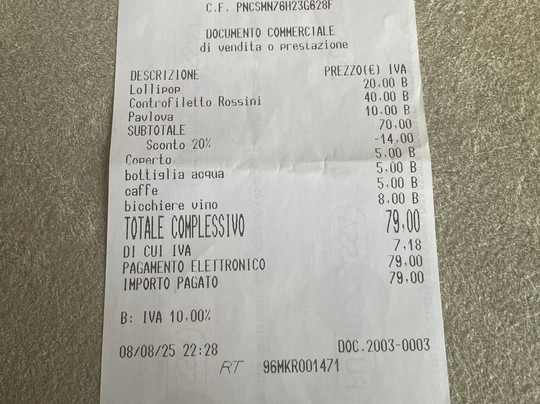 C.F. PNCSMN76H23G628F
DOCUMENTO COMMERCIALE
di vendita o prestazione
DESCRIZIONE PREZZO(€) IVA
Lollipop 20,00 B
Controfiletto Rossini 40,00 B
Pavlova 10,00 B
SUBTOTALE 70,00
Sconto 20% -14,00
Coperto 5,00 B
bottiglia acqua 5,00 B
caffe 5,00 B
bicchiere vino 8,00 B
TOTALE COMPLESSIVO 79,00
DI CUI IVA 7,18
PAGAMENTO ELETTRONICO 79,00
IMPORTO PAGATO 79,00
B: IVA 10,00%
08/08/25 22:28 DOC.2003-0003
RT 96MKR001471